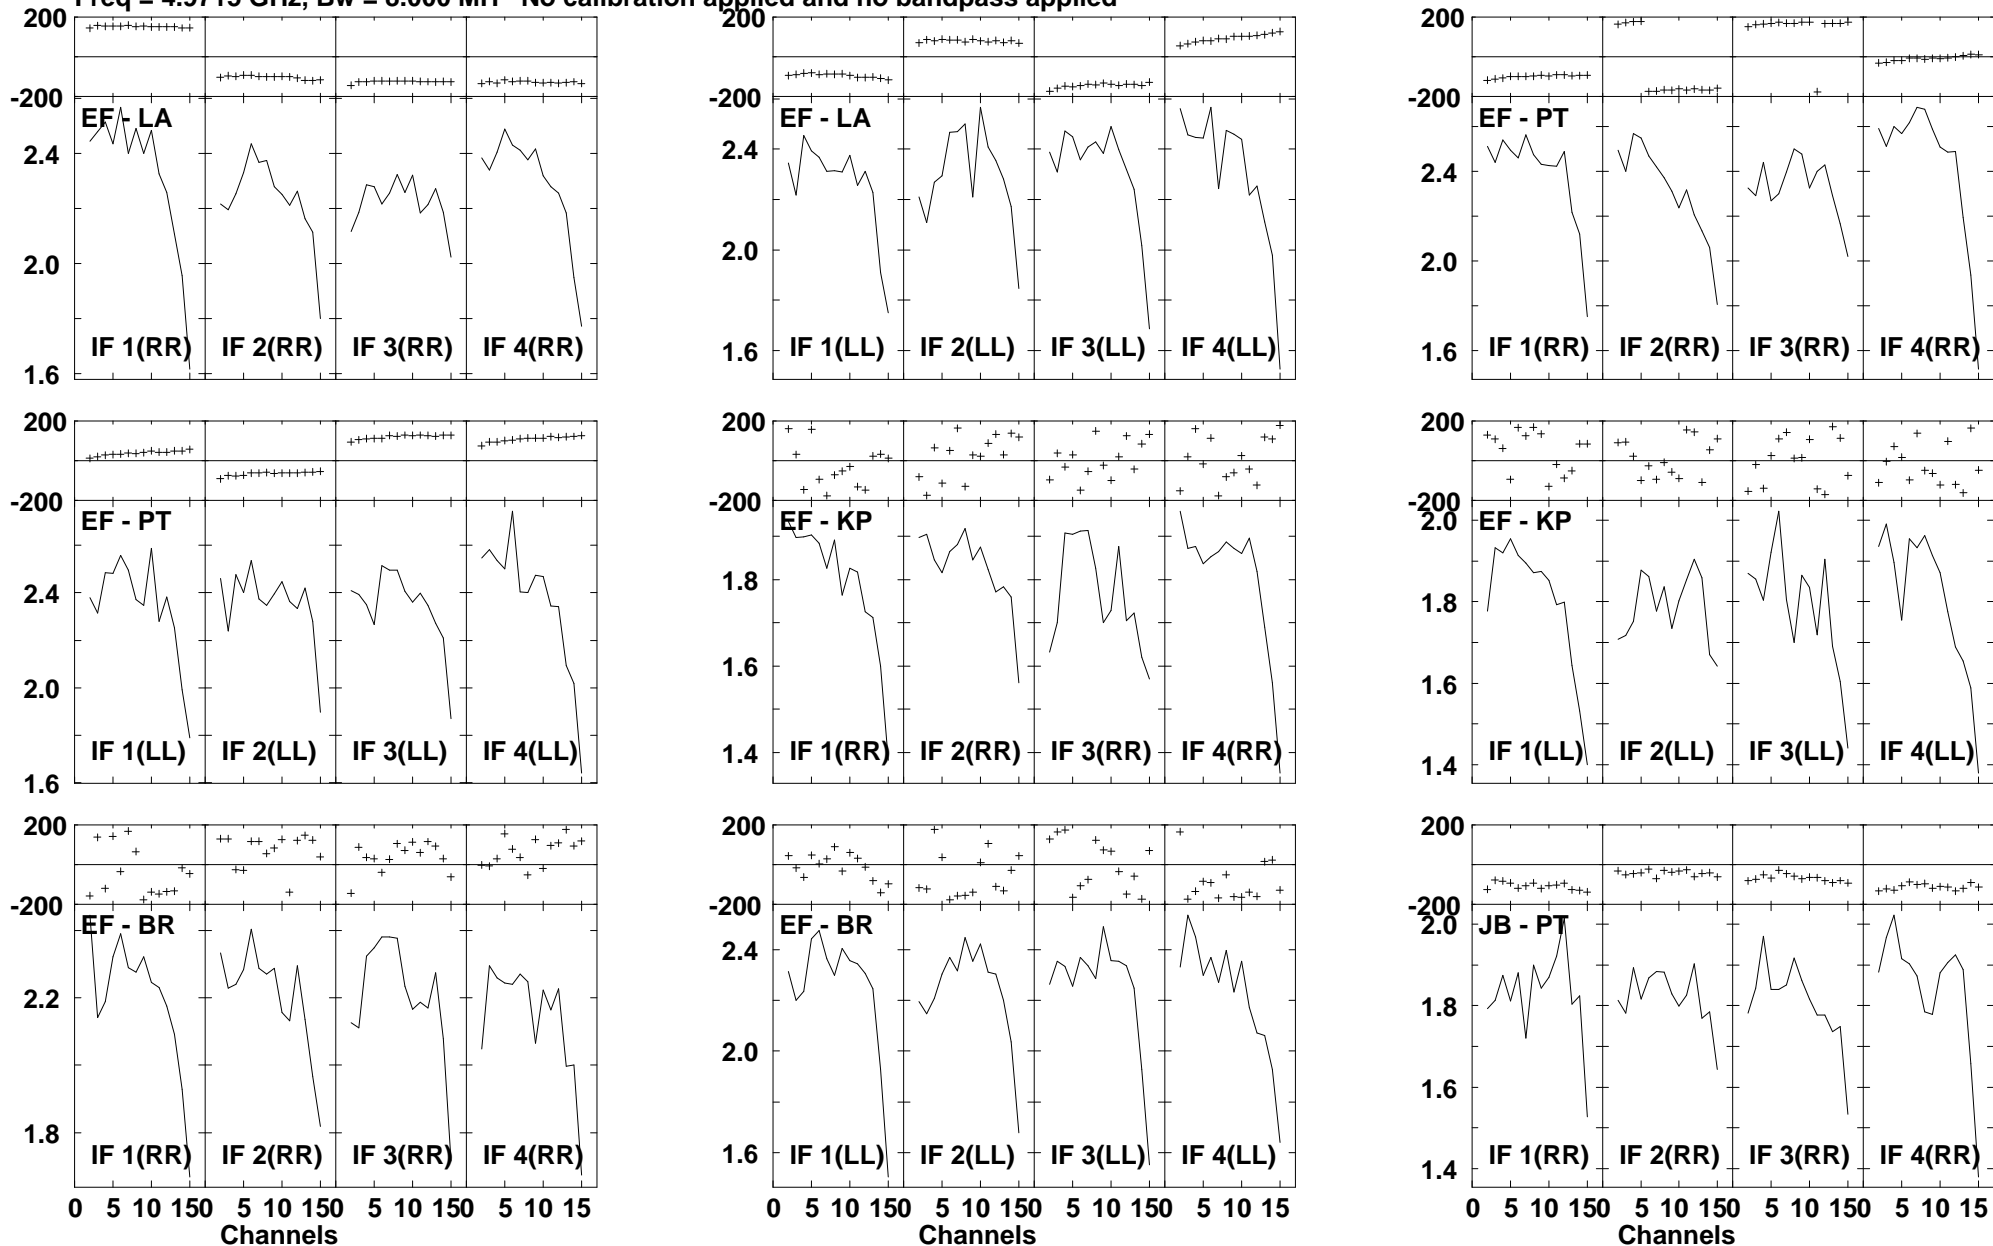 Freq = 4.9715 GHz, Bw = 8.000 MH No calibration applied and no bandpass applied
200
-200
EF - LA
2.4
2.0
1.6
IF 1(RR) IF 2(RR) IF 3(RR) IF 4(RR)
200
-200
EF - LA
2.4
2.0
1.6
IF 1(LL) IF 2(LL) IF 3(LL) IF 4(LL)
200
-200
EF - PT
2.4
2.0
1.6
IF 1(RR) IF 2(RR) IF 3(RR) IF 4(RR)
200
-200
EF - PT
2.4
2.0
1.6
IF 1(LL) IF 2(LL) IF 3(LL) IF 4(LL)
200
-200
EF - KP
1.8
1.6
1.4
IF 1(RR) IF 2(RR) IF 3(RR) IF 4(RR)
200
-200
2.0
EF - KP
1.8
1.6
1.4
IF 1(LL) IF 2(LL) IF 3(LL) IF 4(LL)
200
-200
EF - BR
2.2
1.8
IF 1(RR) IF 2(RR) IF 3(RR) IF 4(RR)
0 5 10 150 5 10 150 5 10 150 5 10 15
Channels
200
-200
EF - BR
2.4
2.0
1.6
IF 1(LL) IF 2(LL) IF 3(LL) IF 4(LL)
0 5 10 150 5 10 150 5 10 150 5 10 15
Channels
200
-200
2.0
JB - PT
1.8
1.6
1.4
IF 1(RR) IF 2(RR) IF 3(RR) IF 4(RR)
0 5 10 150 5 10 150 5 10 150 5 10 15
Channels